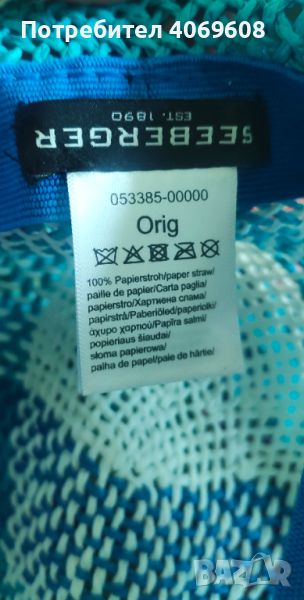 Потребител 4069608
SEEBERGER
EST. 1890
053385-00000
Orig
100% Papierstroh/paper straw/
paille de papier/Carta paglia/
papierstro/Хартиена слама/
papirstrå/Paberiõled/paperiolki/
άχυρο χαρτιού/Papīra salmi/
popieriaus šiaudai/
słoma papierowa/
palha de papel/paie de hârtie/
BAZAR